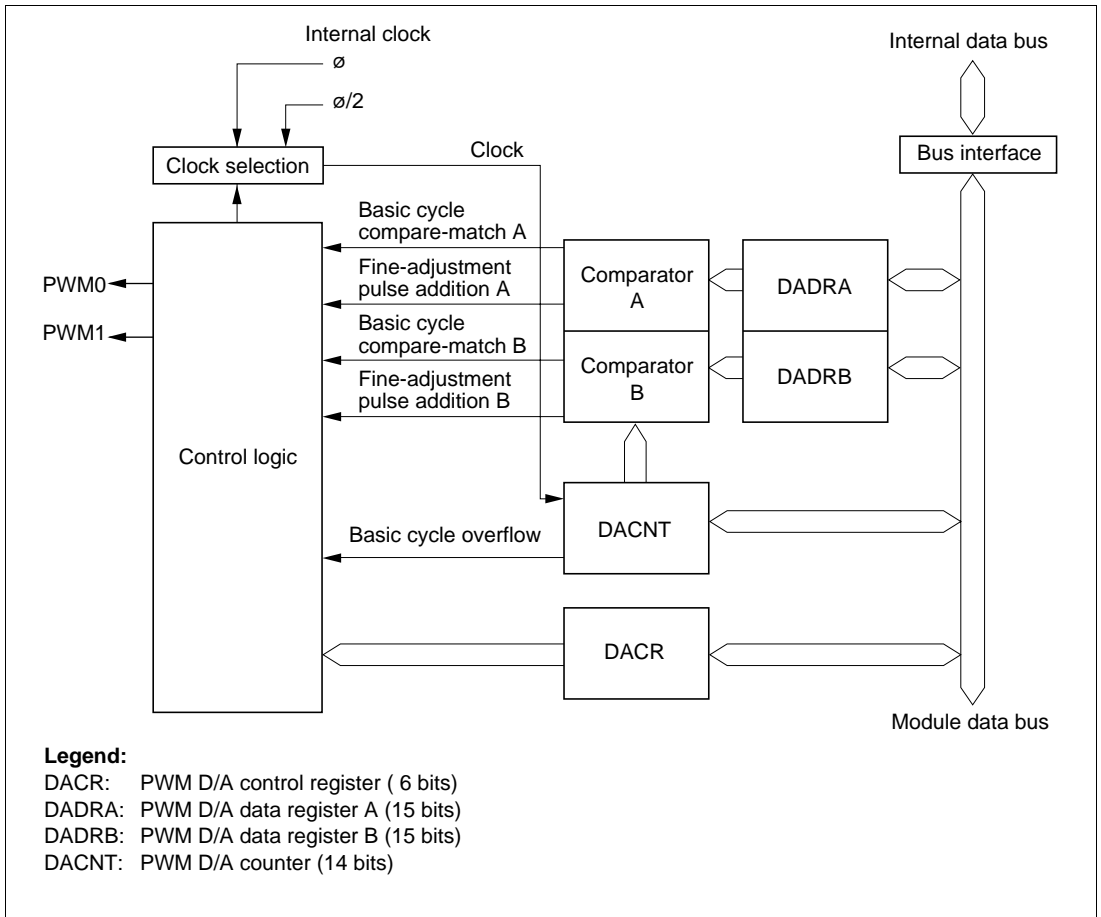 Internal clock
Internal data bus
ø
ø/2
Clock selection
Clock
Bus interface
Basic cycle
compare-match A
Fine-adjustment
pulse addition A
Basic cycle
compare-match B
Fine-adjustment
pulse addition B
PWM0
PWM1
Comparator
A
DADRA
Comparator
B
DADRB
Control logic
Basic cycle overflow
DACNT
DACR
Module data bus
Legend:
DACR: PWM D/A control register ( 6 bits)
DADRA: PWM D/A data register A (15 bits)
DADRB: PWM D/A data register B (15 bits)
DACNT: PWM D/A counter (14 bits)